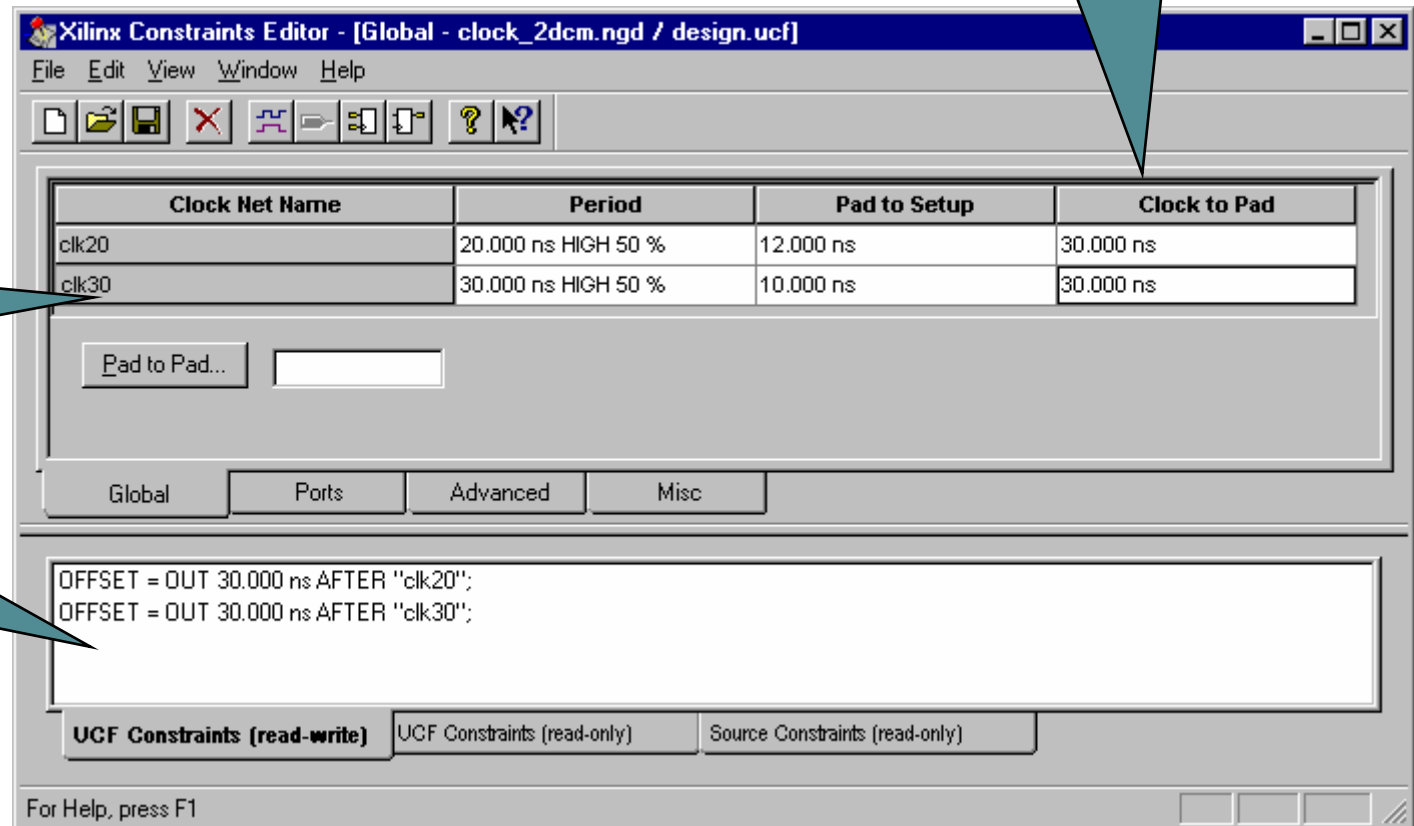 Xilinx Constraints Editor - [Global - clock_2dcm.ngd / design.ucf]
File Edit View Window Help
Clock Net Name Period Pad to Setup Clock to Pad
clk20 20.000 ns HIGH 50 % 12.000 ns 30.000 ns
clk30 30.000 ns HIGH 50 % 10.000 ns 30.000 ns
Pad to Pad...
Global Ports Advanced Misc
OFFSET = OUT 30.000 ns AFTER "clk20";
OFFSET = OUT 30.000 ns AFTER "clk30";
UCF Constraints (read-write) UCF Constraints (read-only) Source Constraints (read-only)
For Help, press F1